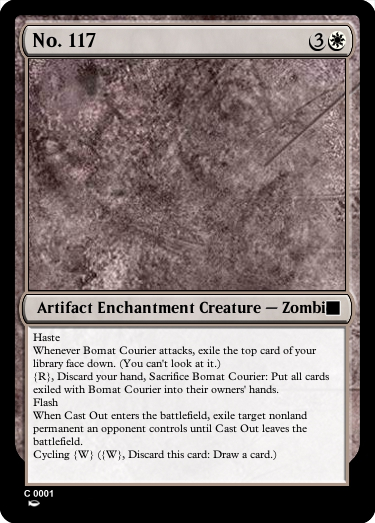 No. 117 3
Artifact Enchantment Creature — Zombi
Haste
Whenever Bomat Courier attacks, exile the top card of your
library face down. (You can't look at it.)
{R}, Discard your hand, Sacrifice Bomat Courier: Put all cards
exiled with Bomat Courier into their owners' hands.
Flash
When Cast Out enters the battlefield, exile target nonland
permanent an opponent controls until Cast Out leaves the
battlefield.
Cycling {W} ({W}, Discard this card: Draw a card.)
C 0001